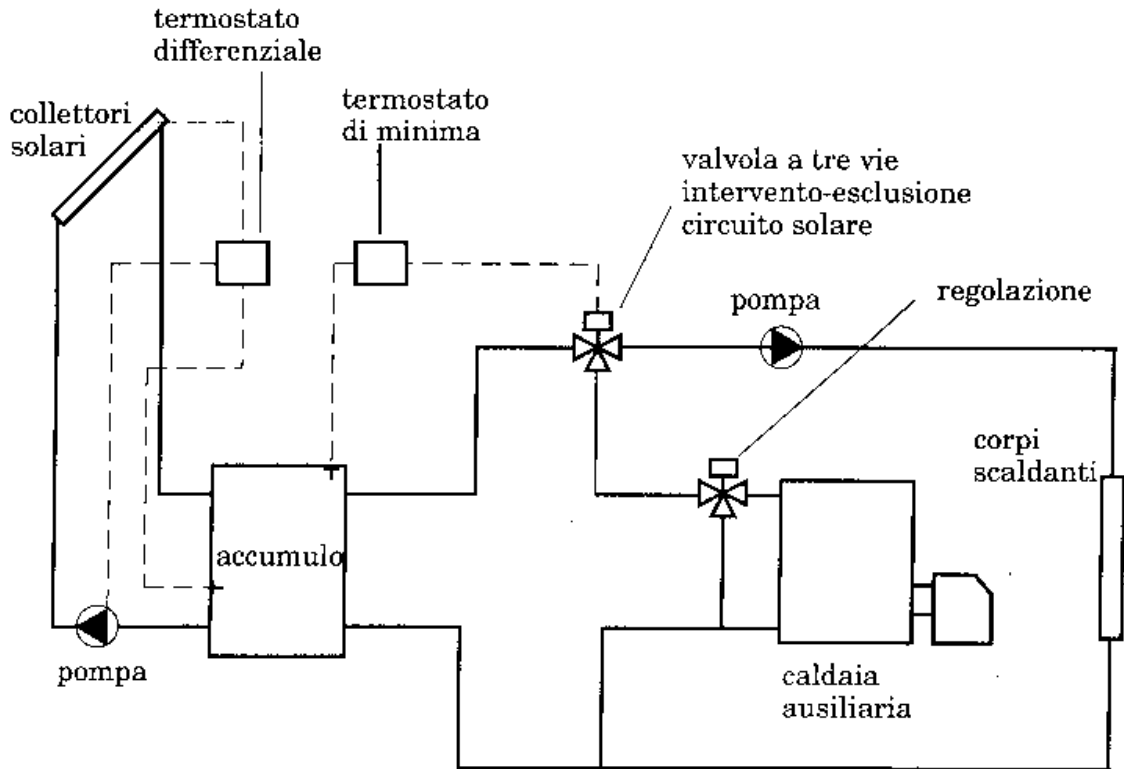 termostato
differenziale
collettori
solari
termostato
di minima
valvola a tre vie
intervento-esclusione
circuito solare
pompa
regolazione
corpi
scaldanti
accumulo
pompa
caldaia
ausiliaria